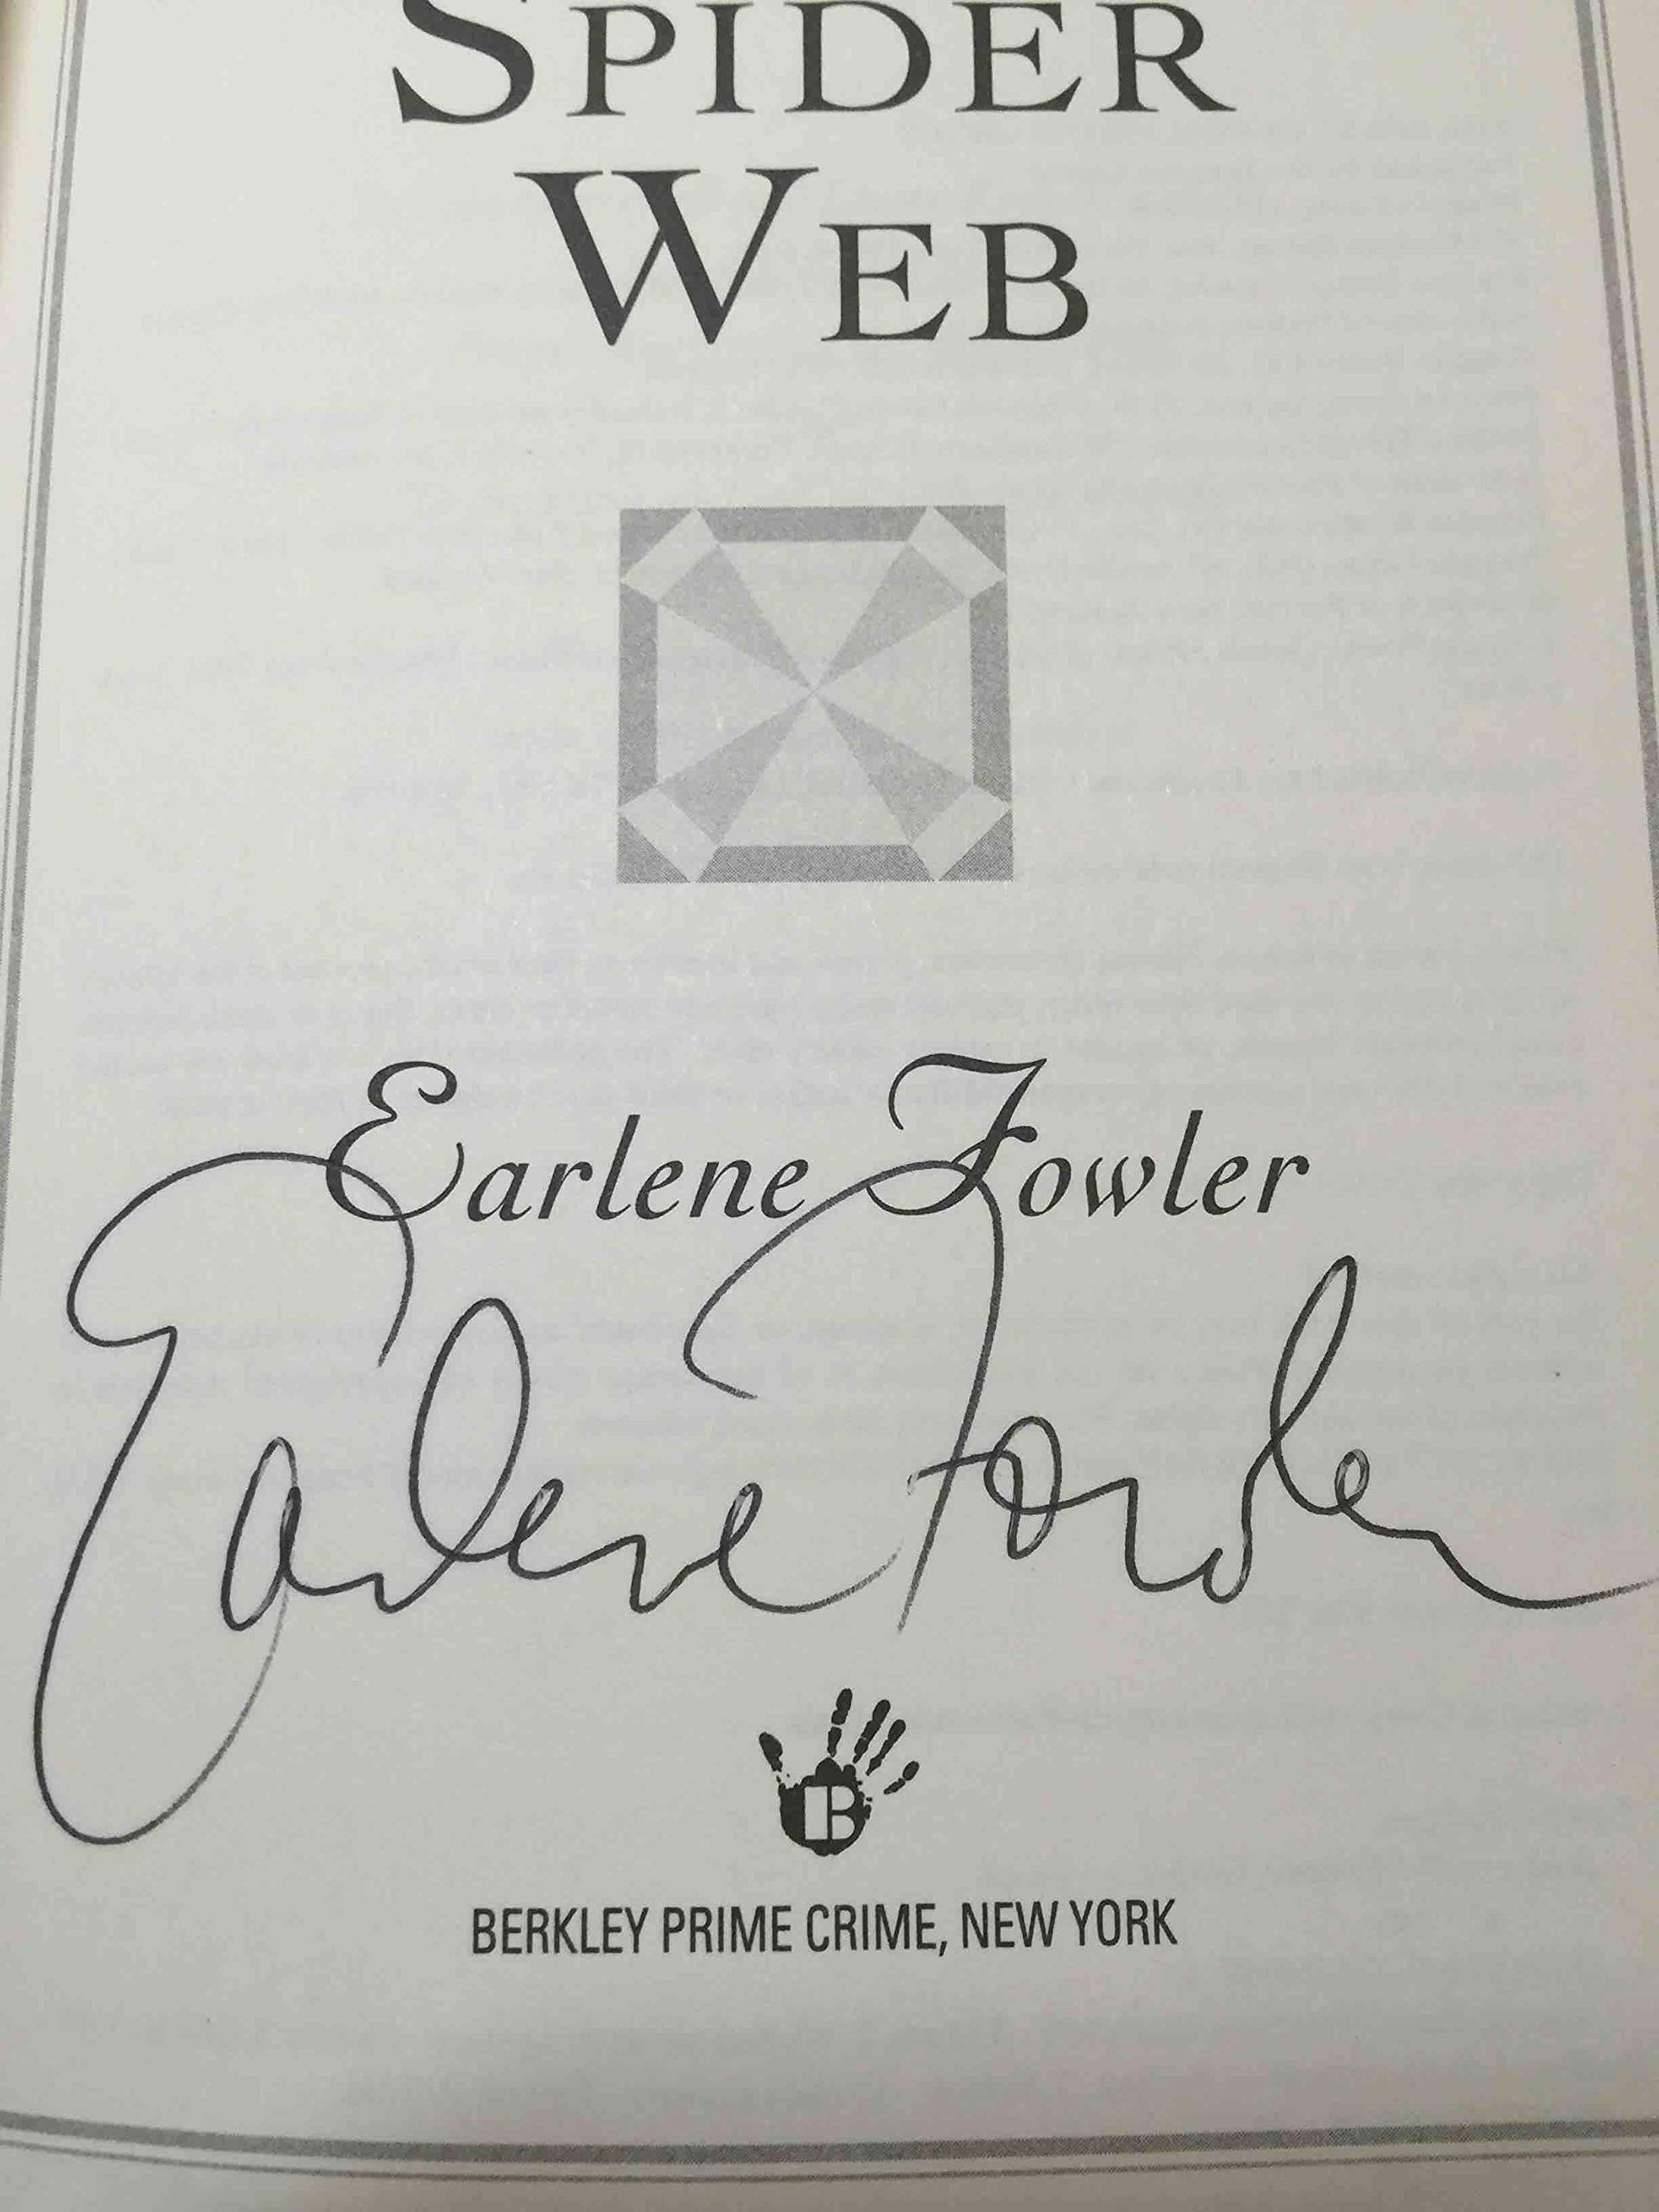 SPIDER
WEB
Earlene Fowler
Earlene Fowler
B
BERKLEY PRIME CRIME, NEW YORK